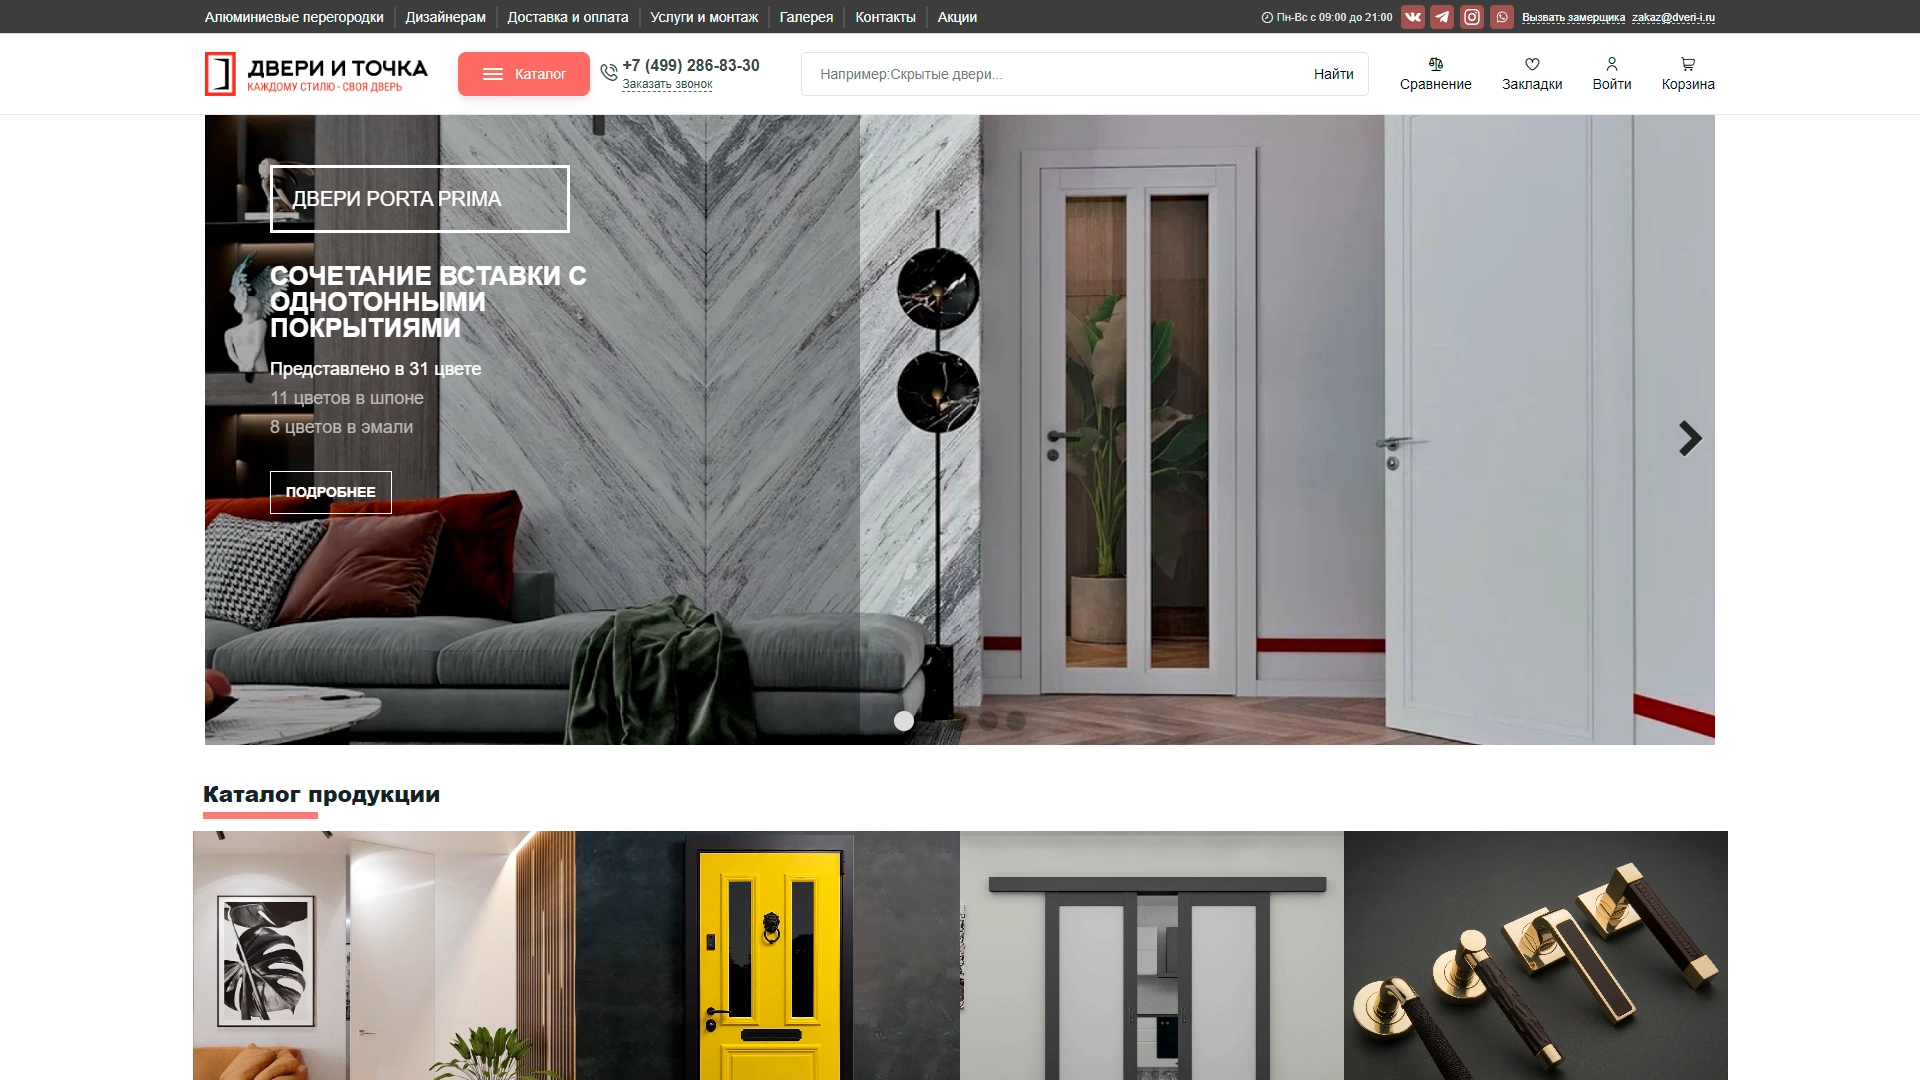 Алюминиевые перегородки
Дизайнерам
Доставка и оплата
Услуги и монтаж
Галерея
Контакты
Акции
Пн-Вс с 09:00 до 21:00
Вызвать замерщика
zakaz@dveri-i.ru
ДВЕРИ И ТОЧКА
КАЖДОМУ СТИЛЮ - СВОЯ ДВЕРЬ
Каталог
+7 (499) 286-83-30
Заказать звонок
Например:Скрытые двери...
Найти
Сравнение
Закладки
Войти
Корзина
ДВЕРИ PORTA PRIMA
СОЧЕТАНИЕ ВСТАВКИ С
ОДНОТОННЫМИ
ПОКРЫТИЯМИ
Представлено в 31 цвете
11 цветов в шпоне
8 цветов в эмали
ПОДРОБНЕЕ
Каталог продукции